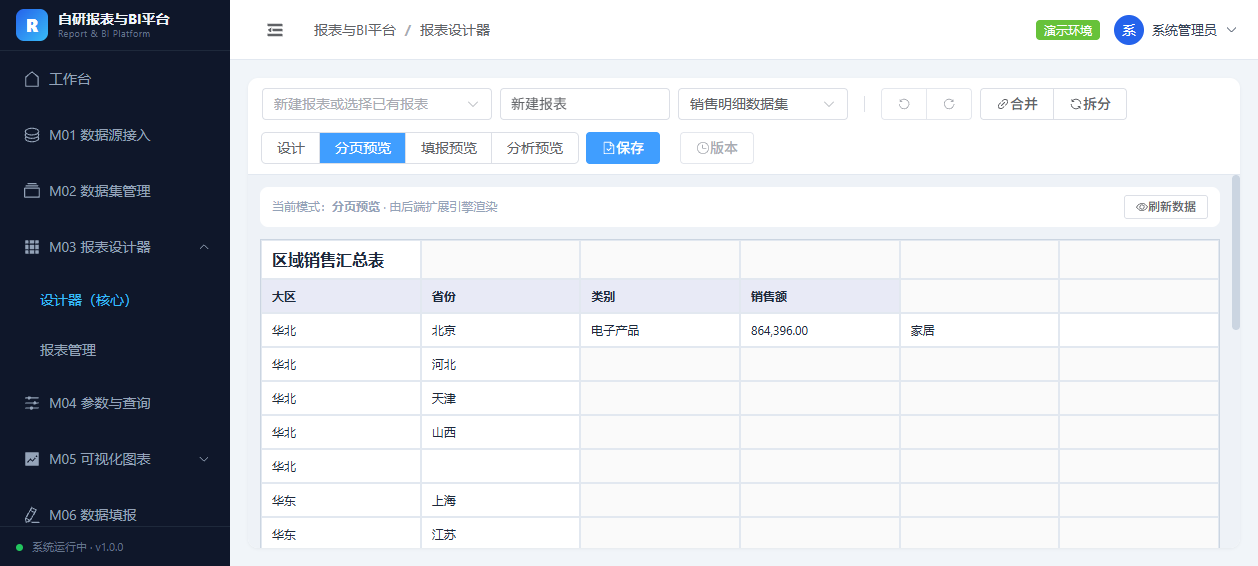 R 自研报表与BI平台
Report & BI Platform
报表与BI平台 / 报表设计器
演示环境 系 系统管理员
工作台
M01 数据源接入
M02 数据集管理
M03 报表设计器
设计器（核心）
报表管理
M04 参数与查询
M05 可视化图表
M06 数据填报
系统运行中 · v1.0.0
新建报表或选择已有报表 新建报表 销售明细数据集 合并 拆分
设计 分页预览 填报预览 分析预览 保存 版本
当前模式：分页预览 · 由后端扩展引擎渲染 刷新数据
区域销售汇总表
大区 省份 类别 销售额
华北 北京 电子产品 864,396.00 家居
华北 河北
华北 天津
华北 山西
华北
华东 上海
华东 江苏